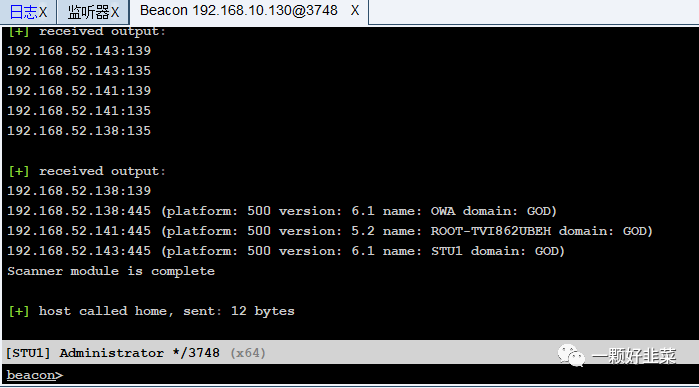 日志X 监听器X Beacon 192.168.10.130@3748 X
[+] received output:
192.168.52.143:139
192.168.52.143:135
192.168.52.141:139
192.168.52.141:135
192.168.52.138:135
[+] received output:
192.168.52.138:139
192.168.52.138:445 (platform: 500 version: 6.1 name: OWA domain: GOD)
192.168.52.141:445 (platform: 500 version: 5.2 name: ROOT-TVI862UBEH domain: GOD)
192.168.52.143:445 (platform: 500 version: 6.1 name: STU1 domain: GOD)
Scanner module is complete
[+] host called home, sent: 12 bytes
[STU1] Administrator */3748 (x64)
一颗好韭菜
beacon>